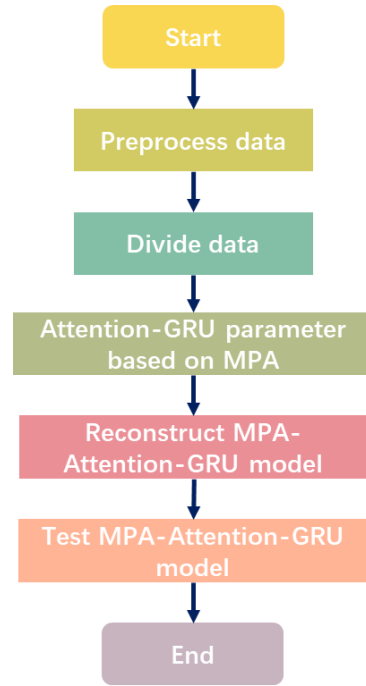 Start
Preprocess data
Divide data
Attention-GRU parameter
based on MPA
Reconstruct MPA-
Attention-GRU model
Test MPA-Attention-GRU
model
End